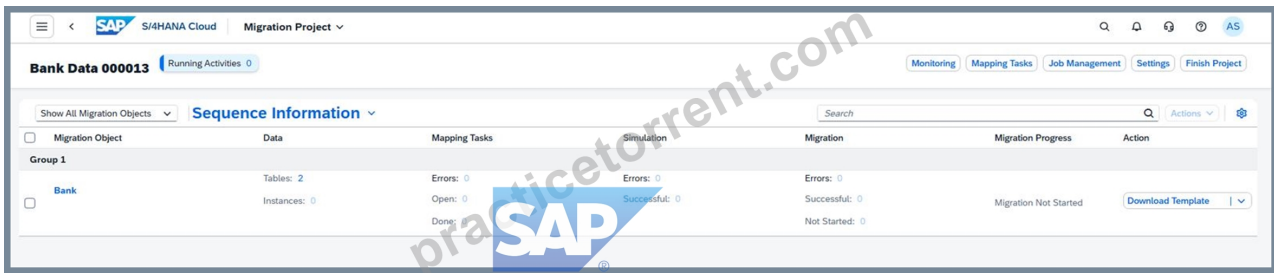 SAP S/4HANA Cloud Migration Project AS
Bank Data 000013 Running Activities 0 Monitoring Mapping Tasks Job Management Settings Finish Project
Show All Migration Objects Sequence Information Search Actions
Migration Object Data Mapping Tasks Simulation Migration Migration Progress Action
Group 1
Bank Tables: 2 Errors: 0 Errors: 0 Errors: 0
Instances: 0 Open: 0 Successful: 0 Successful: 0 Migration Not Started Download Template
Done: 0 Not Started: 0
practicetorrent.com
SAP®